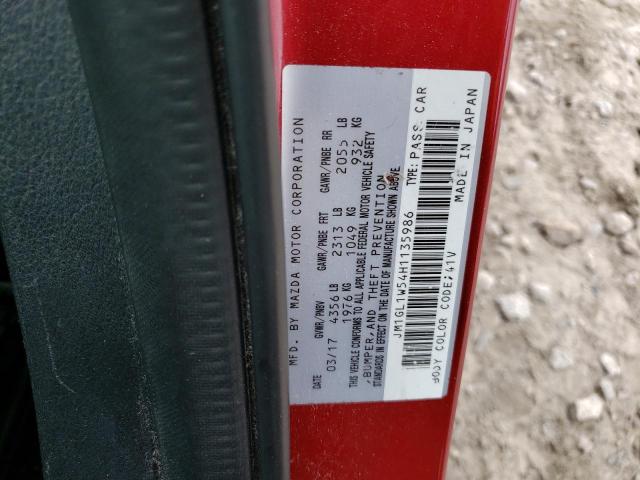 MFD. BY MAZDA MOTOR CORPORATION
DATE GVWR/PNBV GAWR/PNBE FRT GAWR/PNBE RR
03/17 4356 LB 2313 LB 2055 LB
1976 KG 1049 KG 932 KG
THIS VEHICLE CONFORMS TO ALL APPLICABLE FEDERAL MOTOR VEHICLE SAFETY
,BUMPER,AND THEFT PREVENTION
STANDARDS IN EFFECT ON THE DATE OF MANUFACTURE SHOWN ABOVE.
JM1GL1W54H1135986 TYPE: PASS. CAR
BODY COLOR CODE:41V MADE IN JAPAN